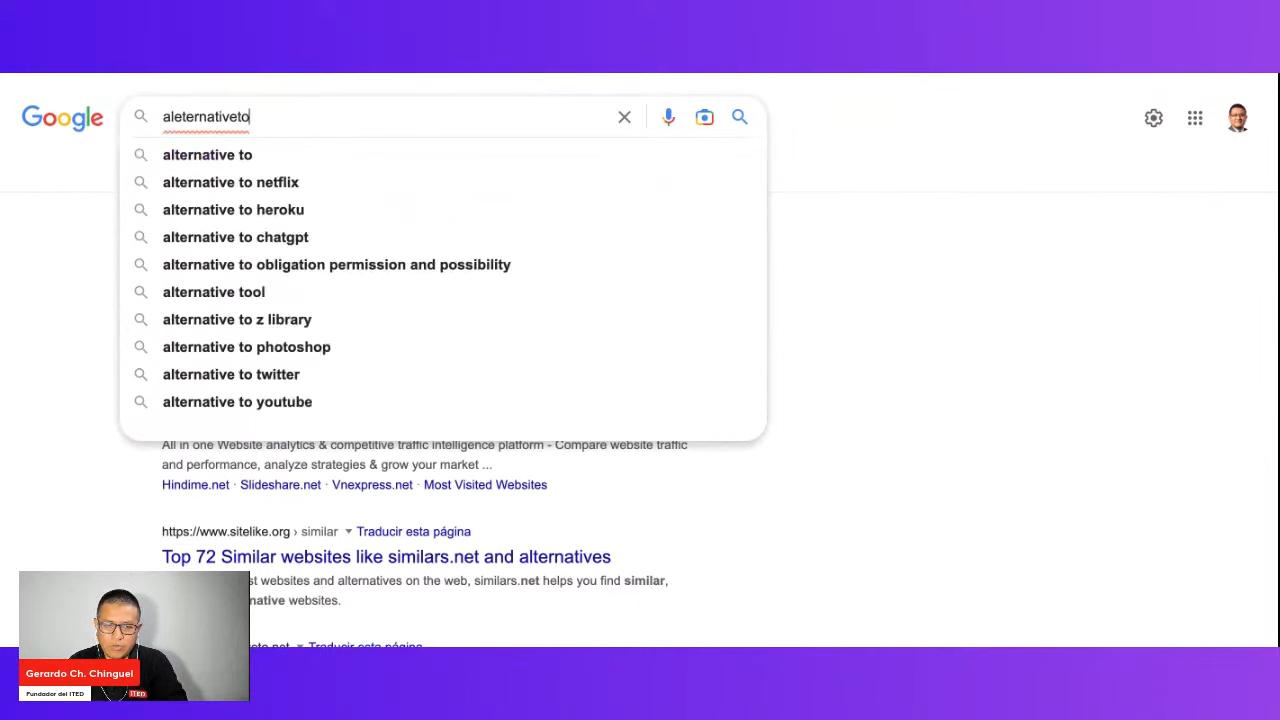 Google
aleternativeto
alternative to
alternative to netflix
alternative to heroku
alternative to chatgpt
alternative to obligation permission and possibility
alternative tool
alternative to z library
alternative to photoshop
alternative to twitter
alternative to youtube
All in one Website analytics & competitive traffic intelligence platform - Compare website traffic
and performance, analyze strategies & grow your market ...
Hindime.net · Slideshare.net · Vnexpress.net · Most Visited Websites
https://www.sitelike.org › similar Traducir esta página
Top 72 Similar websites like similars.net and alternatives
websites and alternatives on the web, similars.net helps you find similar,
websites.
Traducir esta página
Gerardo Ch. Chinguel
Fundador del ITED
ITED